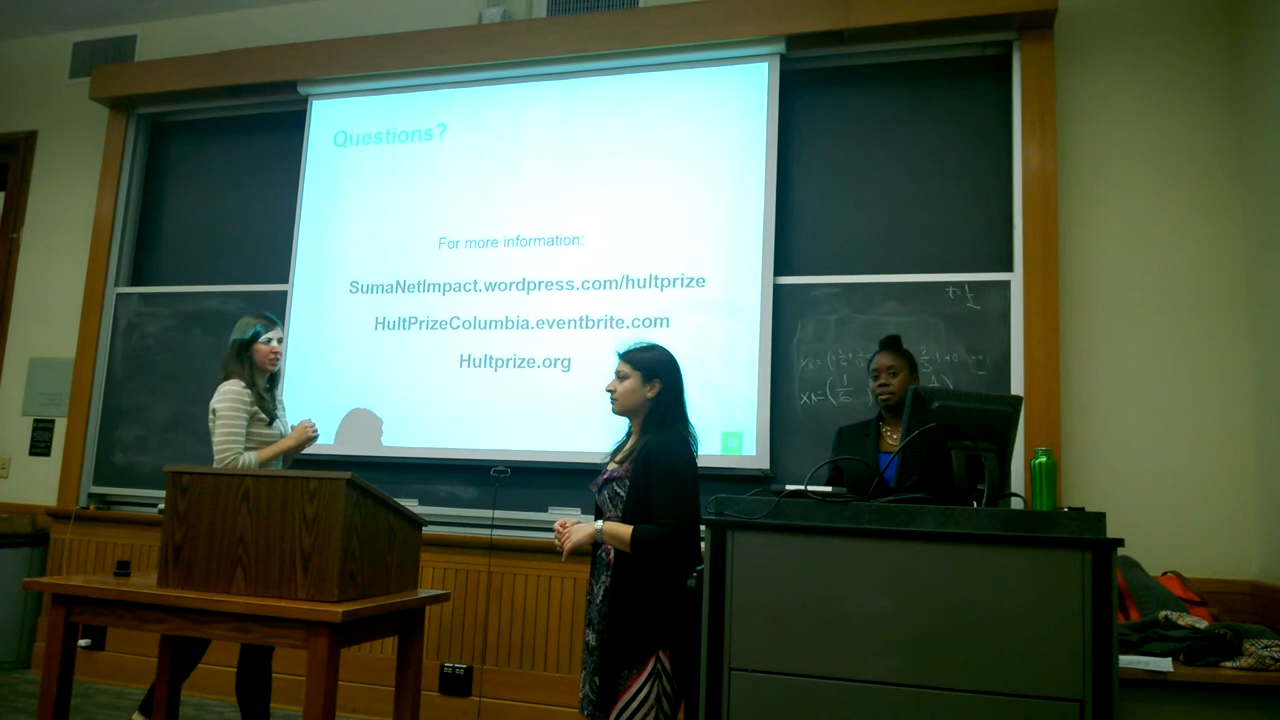 Questions?
For more information:
SumaNetImpact.wordpress.com/hultprize
HultPrizeColumbia.eventbrite.com
Hultprize.org